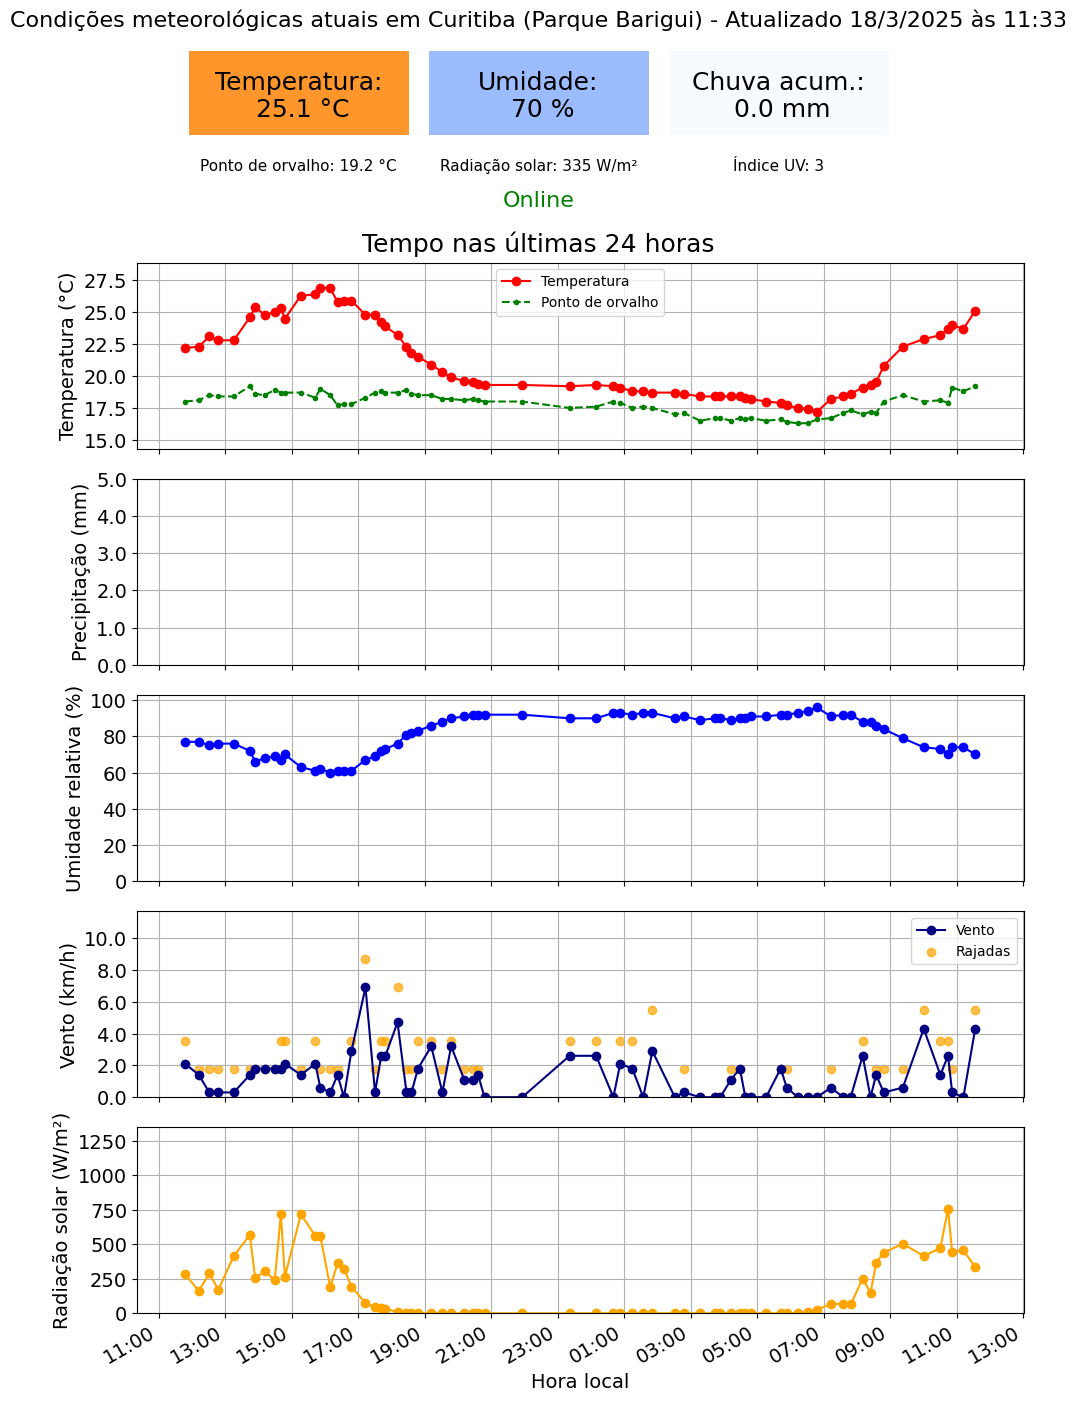 Condições meteorológicas atuais em Curitiba (Parque Barigui) - Atualizado 18/3/2025 às 11:33
Temperatura:
25.1 °C
Umidade:
70 %
Chuva acum.:
0.0 mm
Ponto de orvalho: 19.2 °C
Radiação solar: 335 W/m²
Índice UV: 3
Online
Tempo nas últimas 24 horas
Temperatura (°C)
27.5
25.0
22.5
20.0
17.5
15.0
Temperatura
Ponto de orvalho
Precipitação (mm)
5.0
4.0
3.0
2.0
1.0
0.0
Umidade relativa (%)
100
80
60
40
20
0
Vento (km/h)
10.0
8.0
6.0
4.0
2.0
0.0
Vento
Rajadas
Radiação solar (W/m²)
1250
1000
750
500
250
0
11:00
13:00
15:00
17:00
19:00
21:00
23:00
01:00
03:00
05:00
07:00
09:00
11:00
13:00
Hora local